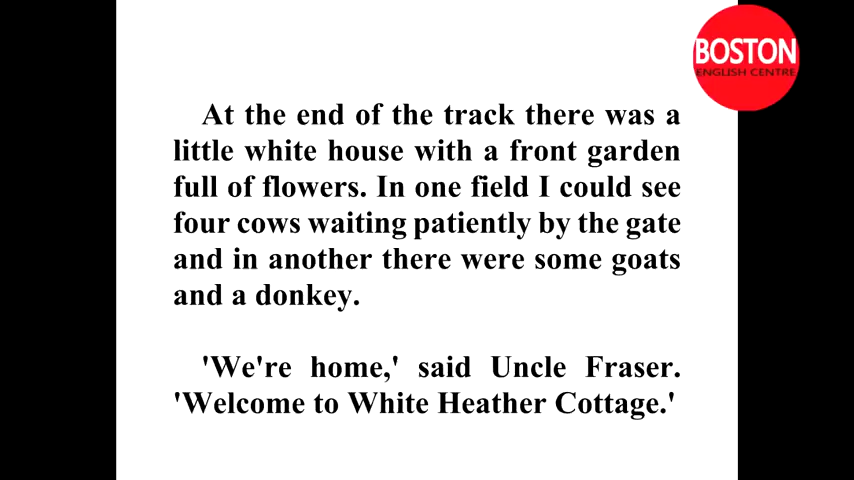 BOSTON
ENGLISH CENTRE
At the end of the track there was a
little white house with a front garden
full of flowers. In one field I could see
four cows waiting patiently by the gate
and in another there were some goats
and a donkey.
'We're home,' said Uncle Fraser.
'Welcome to White Heather Cottage.'